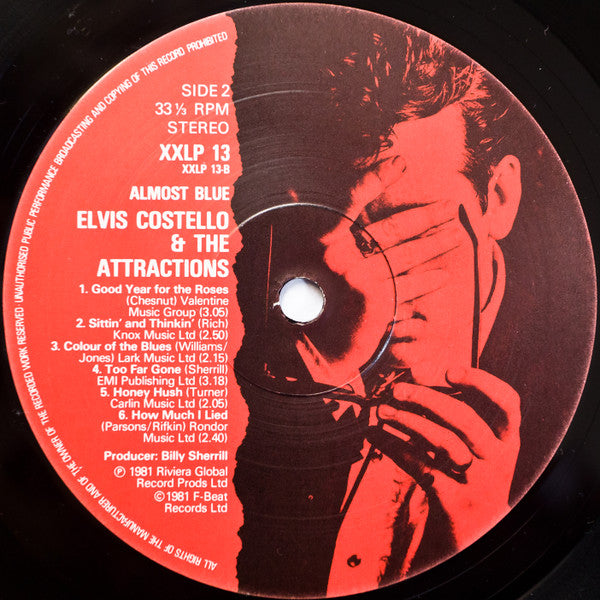 SIDE 2
33 ⅓ RPM
STEREO
XXLP 13
XXLP 13-B
ALMOST BLUE
ELVIS COSTELLO
& THE
ATTRACTIONS
1. Good Year for the Roses
(Chesnut) Valentine
Music Group (3.05)
2. Sittin' and Thinkin' (Rich)
Knox Music Ltd (2.50)
3. Colour of the Blues (Williams/
Jones) Lark Music Ltd (2.15)
4. Too Far Gone (Sherrill)
EMI Publishing Ltd (3.18)
5. Honey Hush (Turner)
Carlin Music Ltd (2.05)
6. How Much I Lied
(Parsons/Rifkin) Rondor
Music Ltd (2.40)
Producer: Billy Sherrill
℗ 1981 Riviera Global
Record Prods Ltd
© 1981 F-Beat
Records Ltd
ALL RIGHTS OF THE MANUFACTURER AND OF THE OWNER OF THE RECORDED WORK RESERVED · UNAUTHORISED PUBLIC PERFORMANCE BROADCASTING AND COPYING OF THIS RECORD PROHIBITED